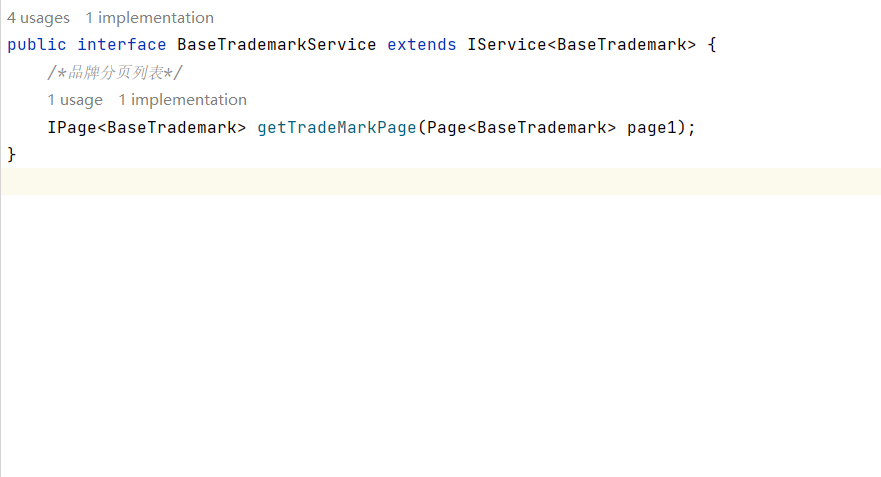 4 usages 1 implementation
public interface BaseTrademarkService extends IService<BaseTrademark> {
/*品牌分页列表*/
1 usage 1 implementation
IPage<BaseTrademark> getTradeMarkPage(Page<BaseTrademark> page1);
}